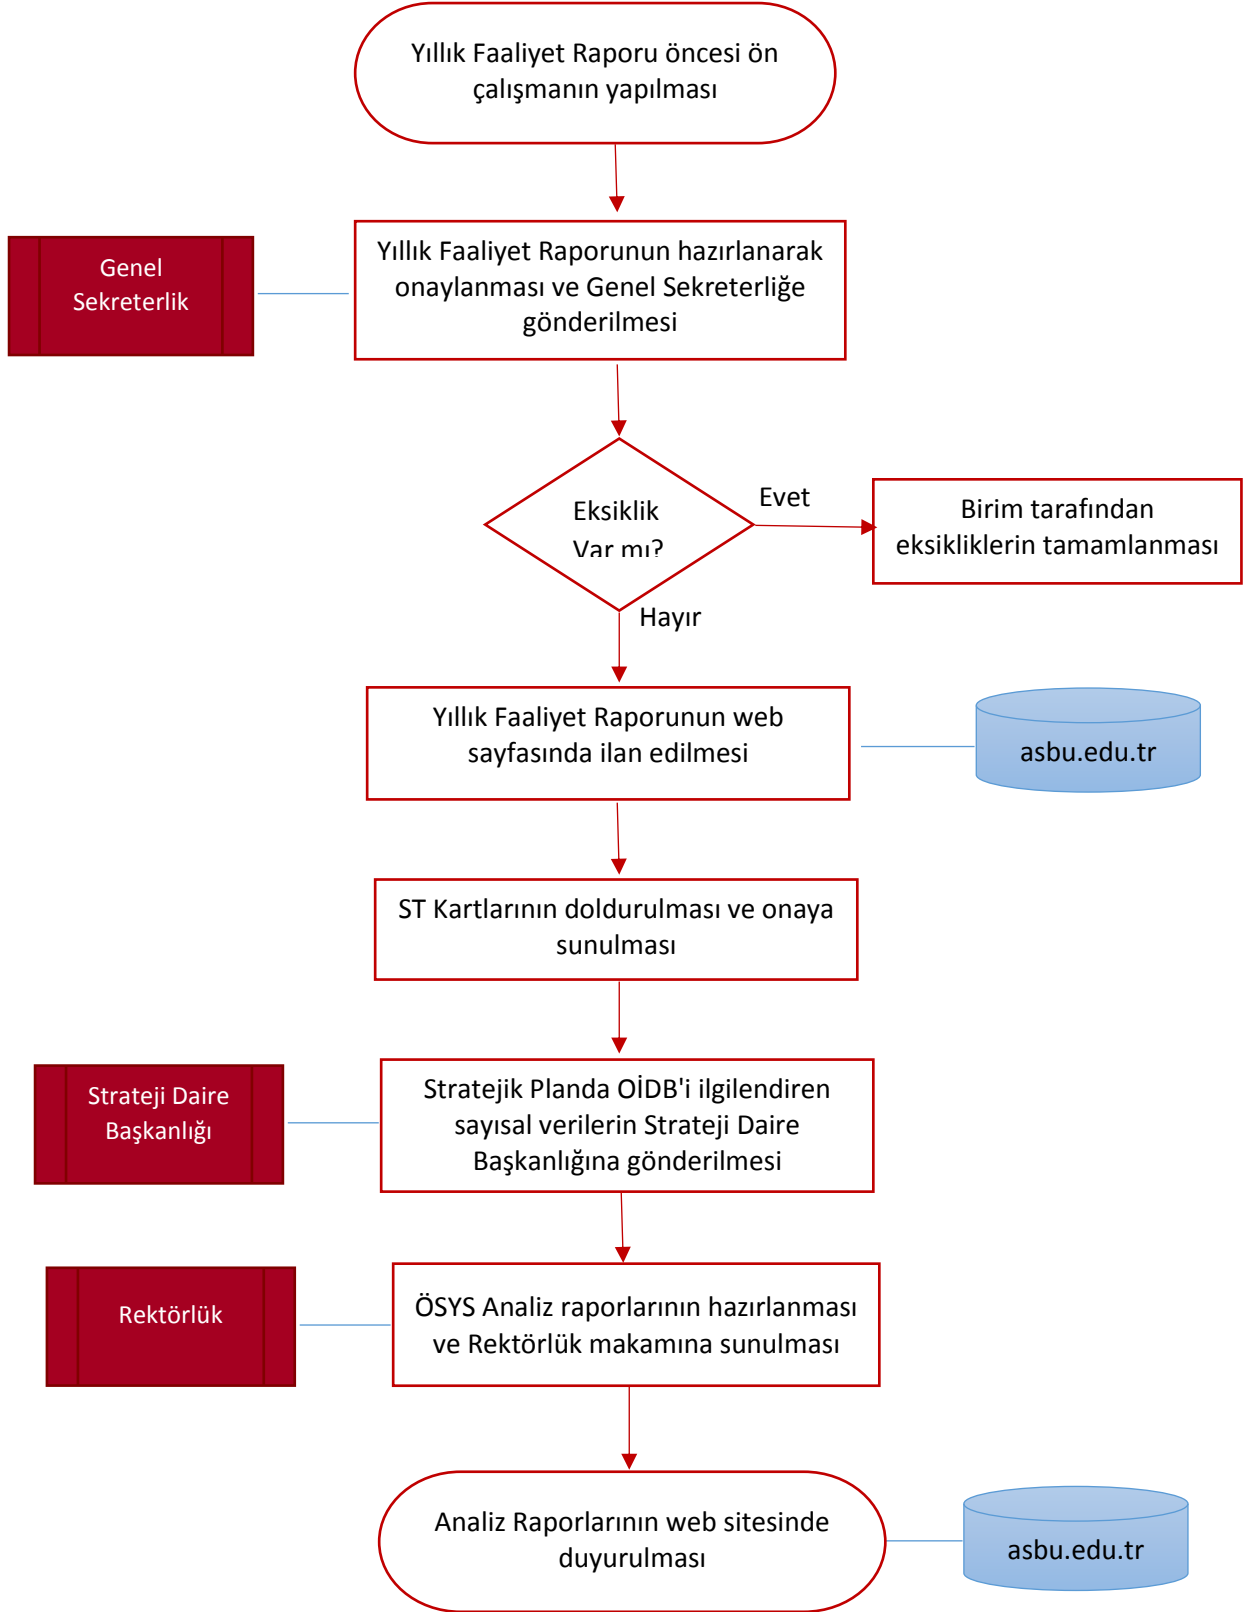 Yıllık Faaliyet Raporu öncesi ön
çalışmanın yapılması
Genel
Sekreterlik
Yıllık Faaliyet Raporunun hazırlanarak
onaylanması ve Genel Sekreterliğe
gönderilmesi
Eksiklik
Var mı?
Evet
Birim tarafından
eksikliklerin tamamlanması
Hayır
Yıllık Faaliyet Raporunun web
sayfasında ilan edilmesi
asbu.edu.tr
ST Kartlarının doldurulması ve onaya
sunulması
Strateji Daire
Başkanlığı
Stratejik Planda OİDB'i ilgilendiren
sayısal verilerin Strateji Daire
Başkanlığına gönderilmesi
Rektörlük
ÖSYS Analiz raporlarının hazırlanması
ve Rektörlük makamına sunulması
Analiz Raporlarının web sitesinde
duyurulması
asbu.edu.tr